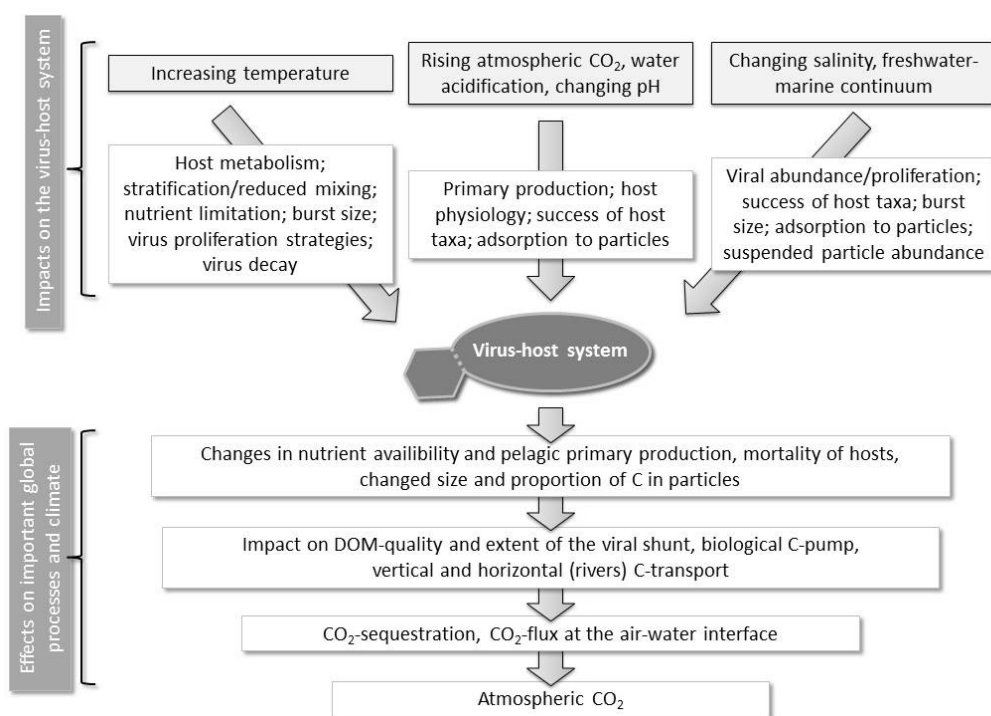 Impacts on the virus-host system
Increasing temperature
Rising atmospheric CO₂, water
acidification, changing pH
Changing salinity, freshwater-
marine continuum
Host metabolism;
stratification/reduced mixing;
nutrient limitation; burst size;
virus proliferation strategies;
virus decay
Primary production; host
physiology; success of host
taxa; adsorption to particles
Viral abundance/proliferation;
success of host taxa; burst
size; adsorption to particles;
suspended particle abundance
Virus-host system
Effects on important global
processes and climate
Changes in nutrient availibility and pelagic primary production, mortality of hosts,
changed size and proportion of C in particles
Impact on DOM-quality and extent of the viral shunt, biological C-pump,
vertical and horizontal (rivers) C-transport
CO₂-sequestration, CO₂-flux at the air-water interface
Atmospheric CO₂